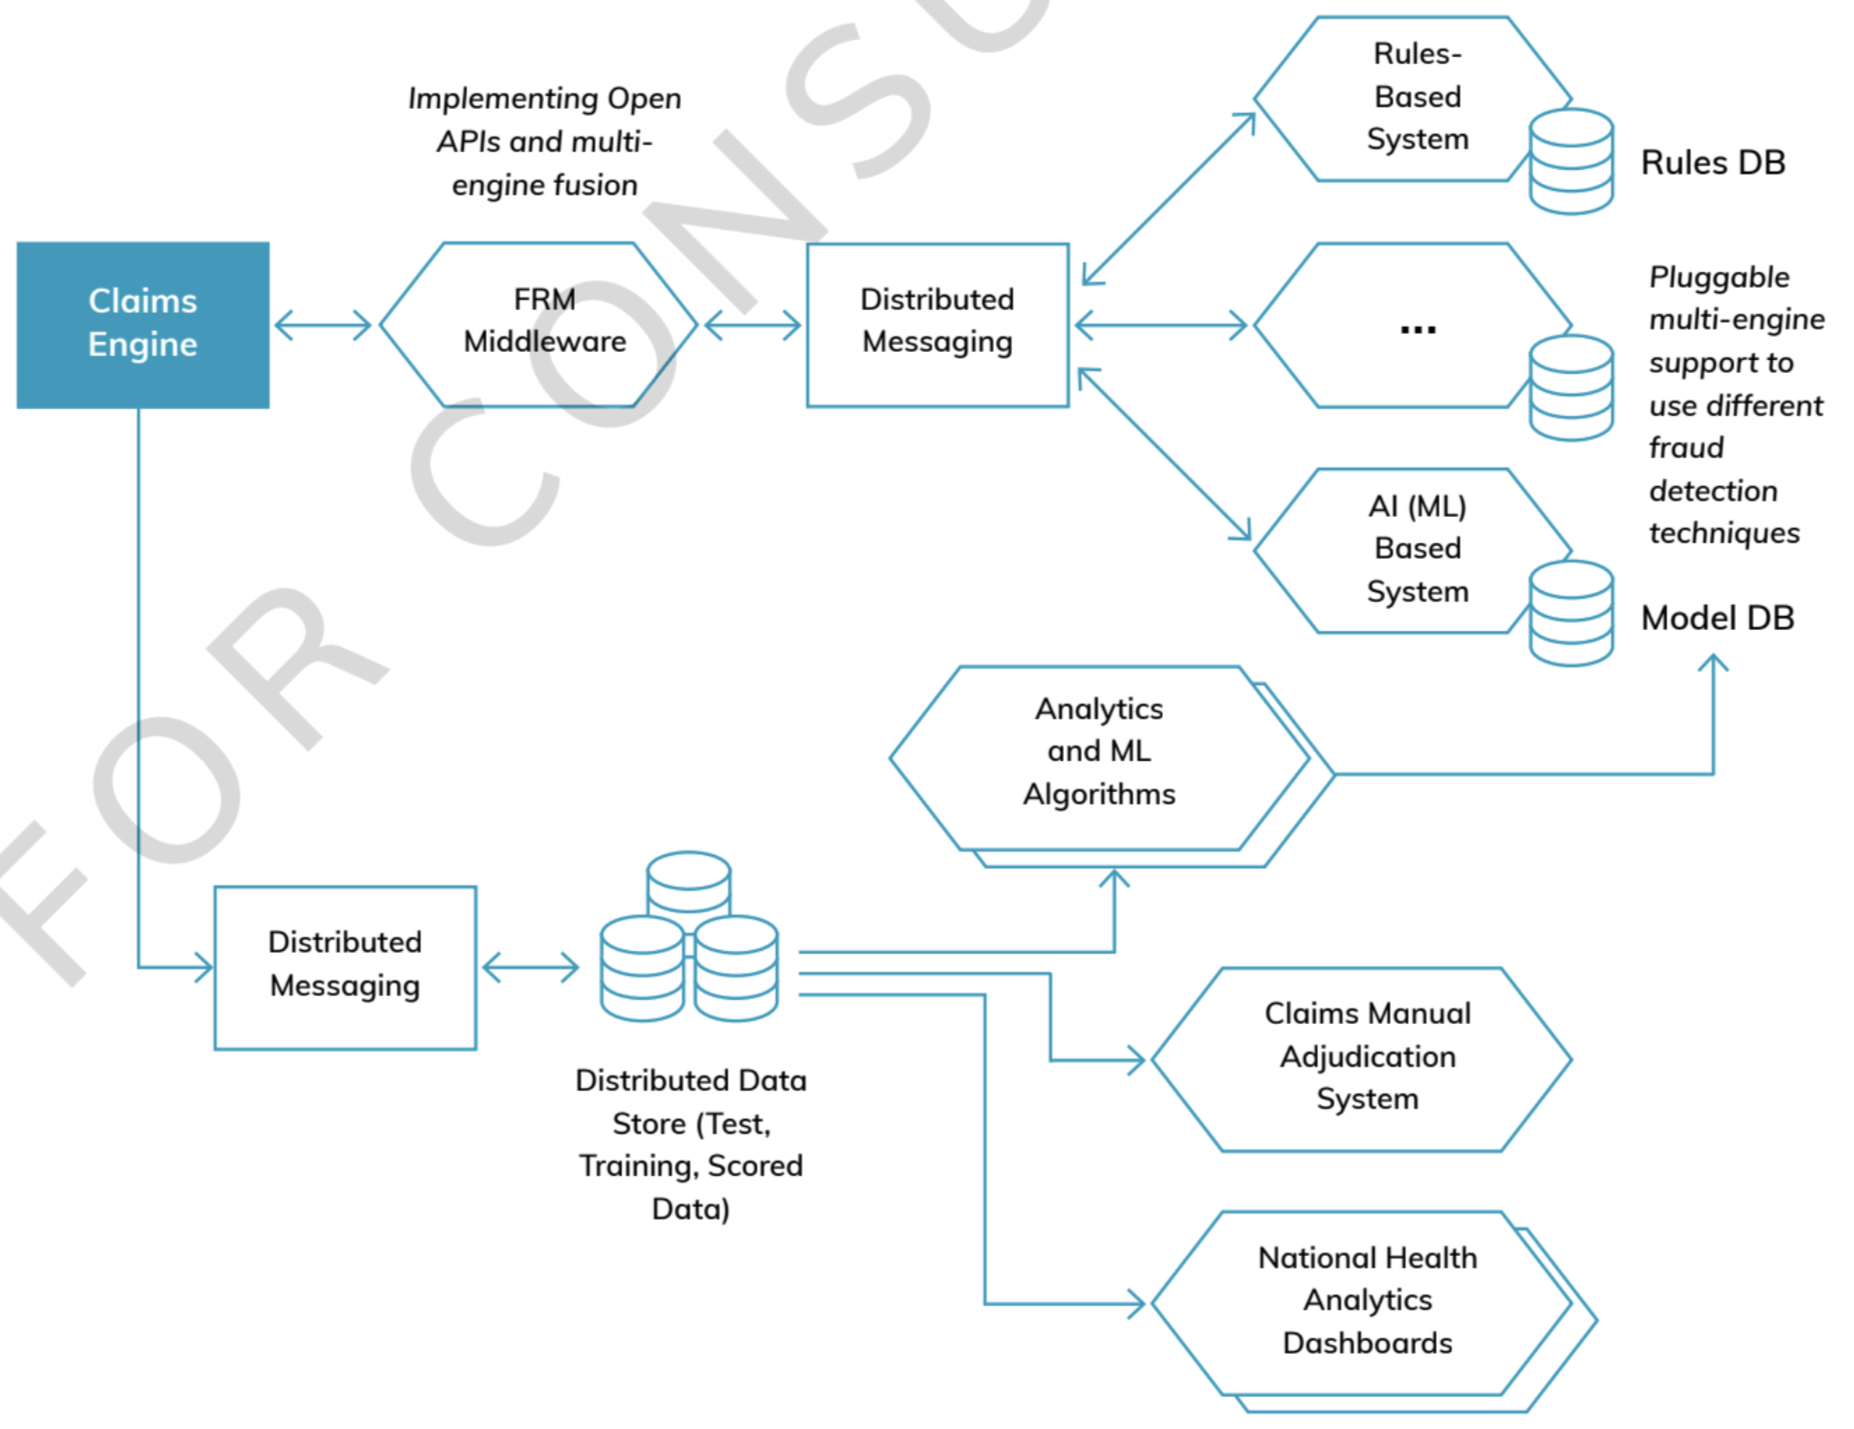 Implementing Open
APIs and multi-
engine fusion
Rules-
Based
System
Rules DB
Claims
Engine
FRM
Middleware
Distributed
Messaging
...
Pluggable
multi-engine
support to
use different
fraud
detection
techniques
AI (ML)
Based
System
Model DB
Analytics
and ML
Algorithms
Distributed
Messaging
Distributed Data
Store (Test,
Training, Scored
Data)
Claims Manual
Adjudication
System
National Health
Analytics
Dashboards
FOR CONSU